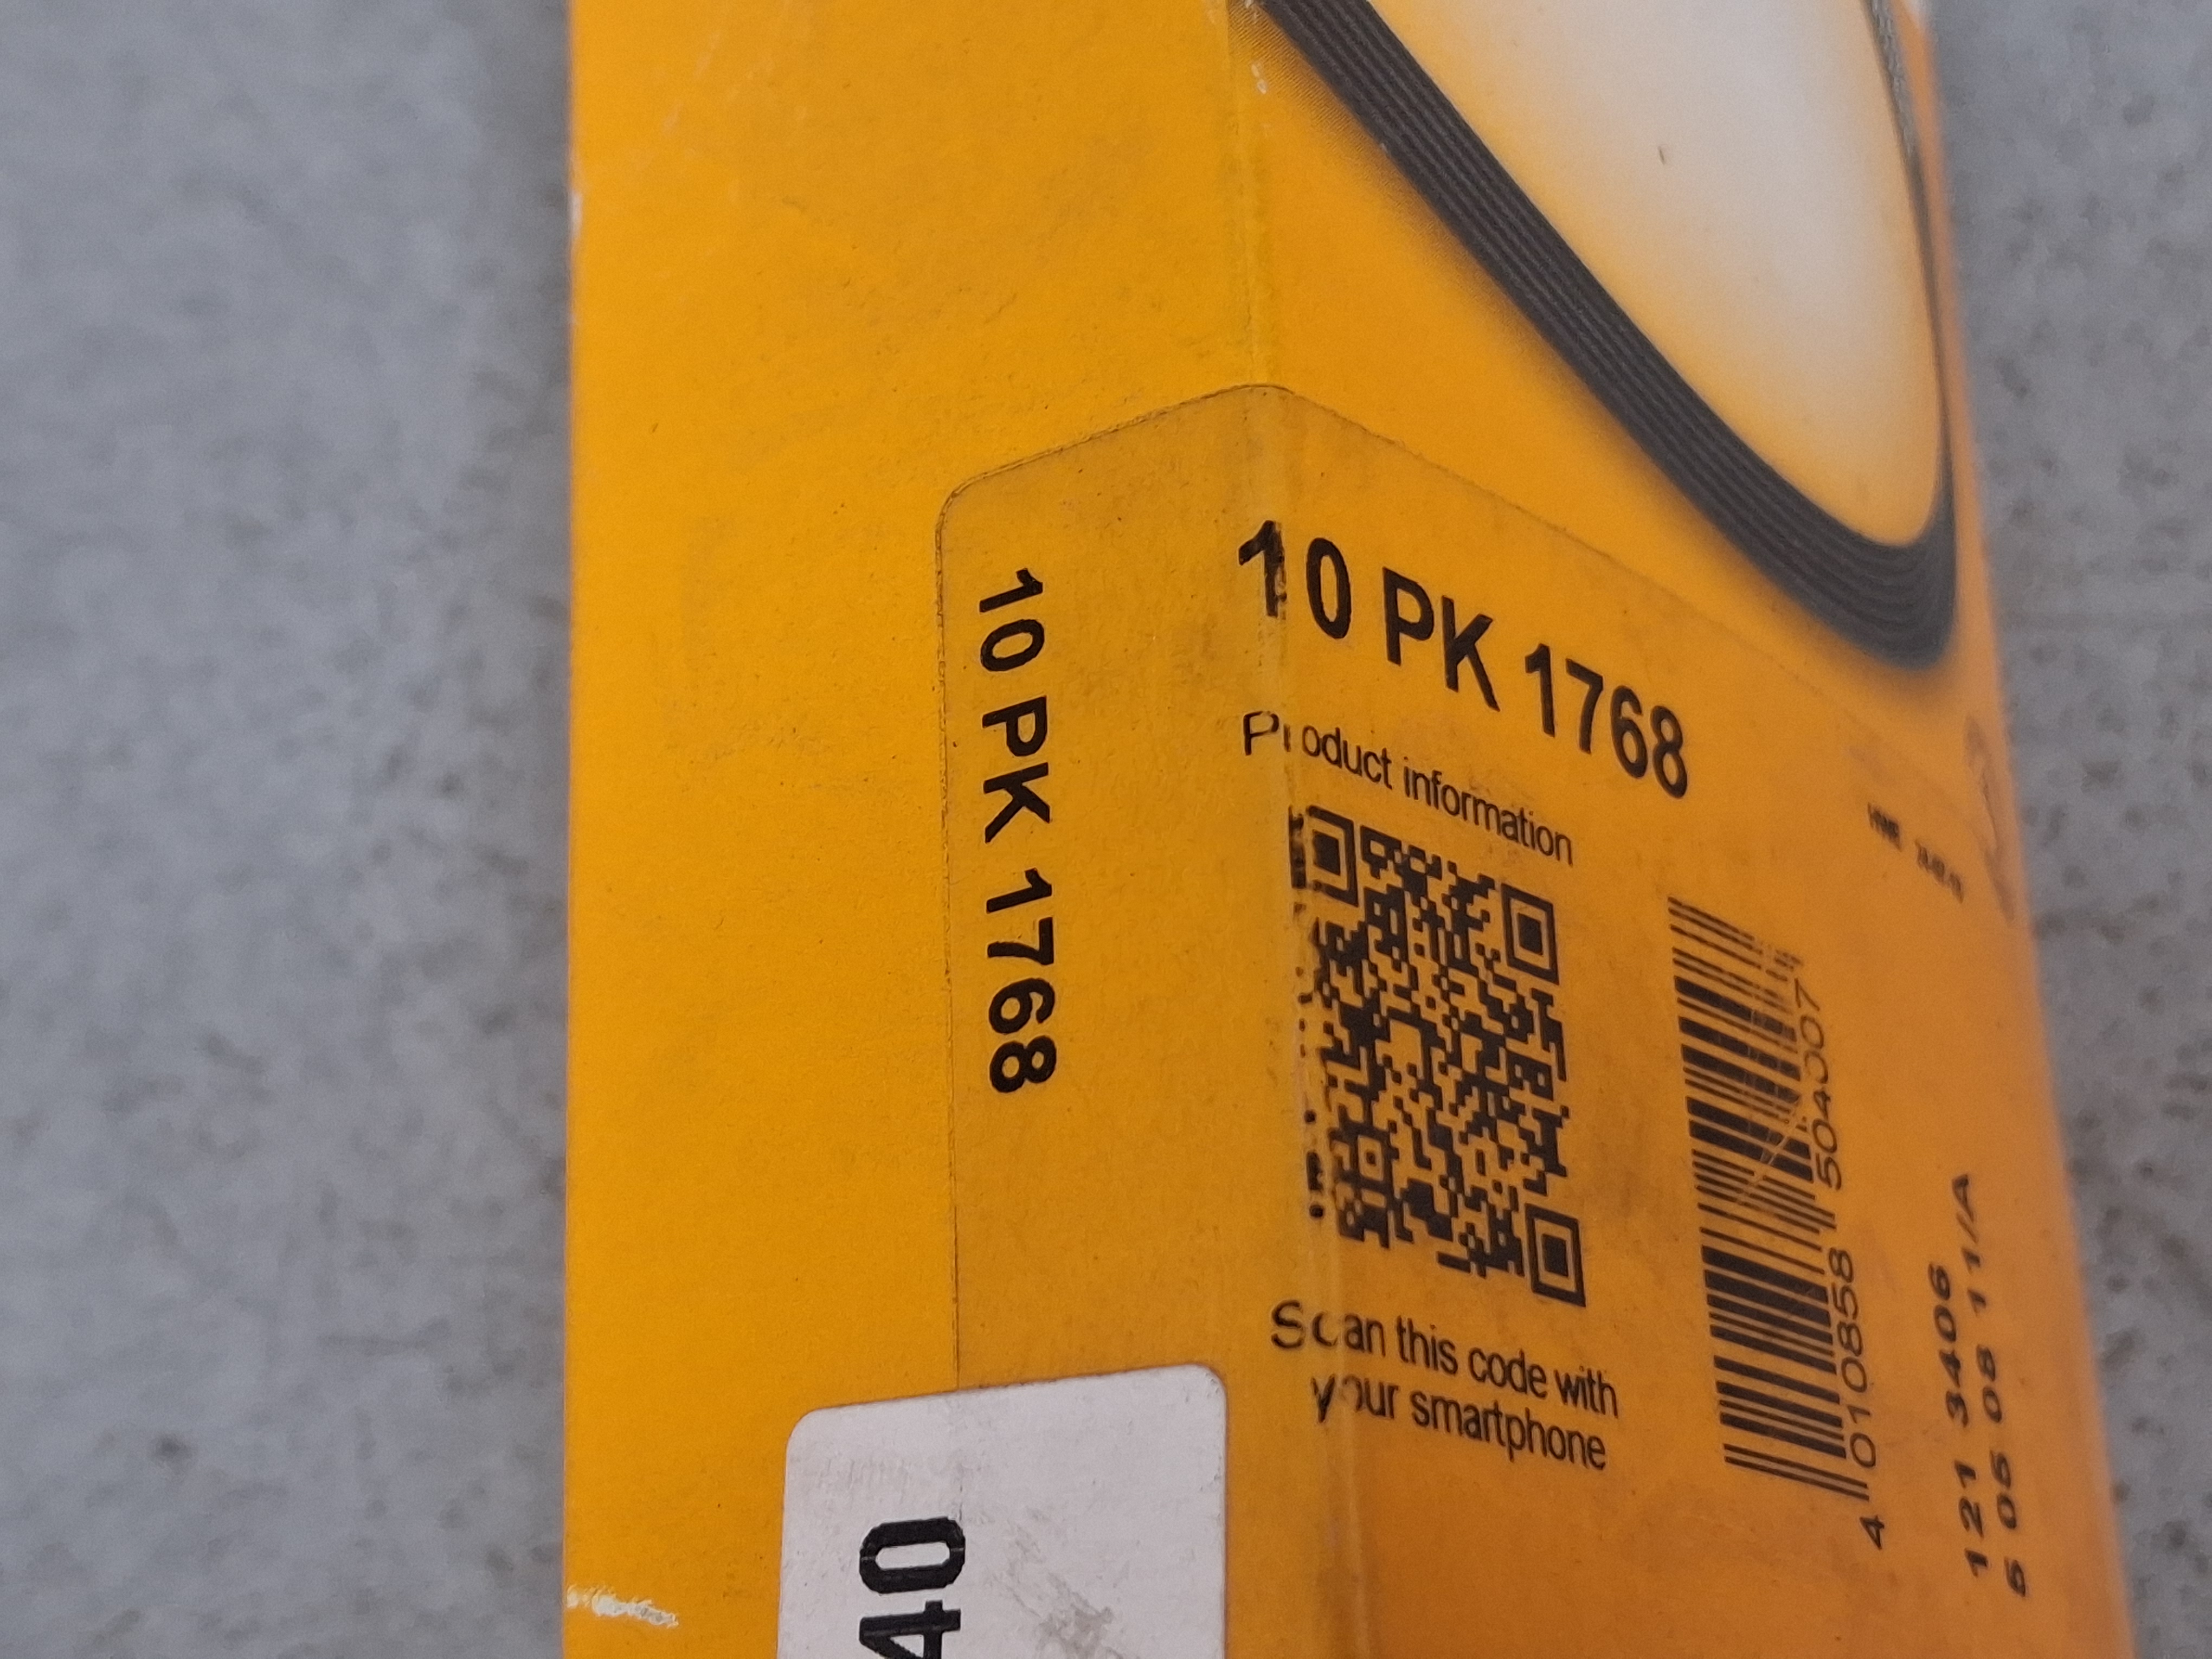 10 PK 1768
10 PK 1768
Product information
Scan this code with
your smartphone
4 010858 504007
121 3406
5 05 08 11/A
40